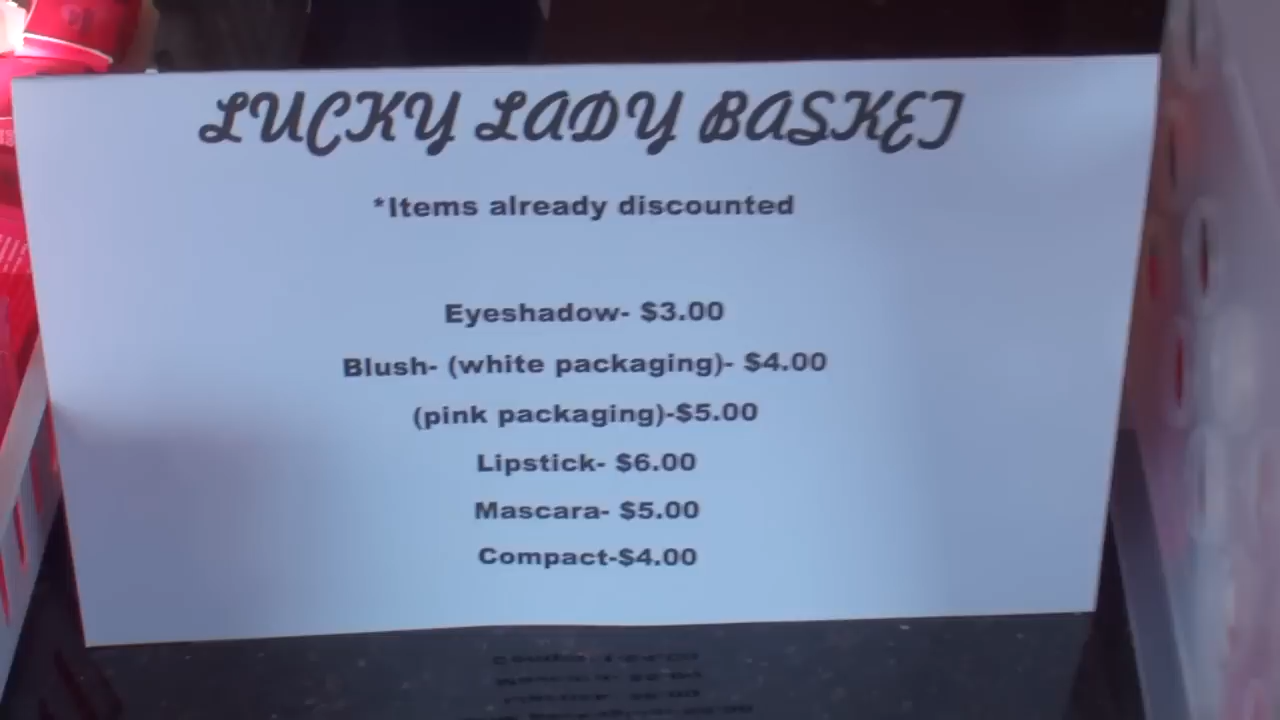 LUCKY LADY BASKET
*Items already discounted
Eyeshadow- $3.00
Blush- (white packaging)- $4.00
(pink packaging)-$5.00
Lipstick- $6.00
Mascara- $5.00
Compact-$4.00